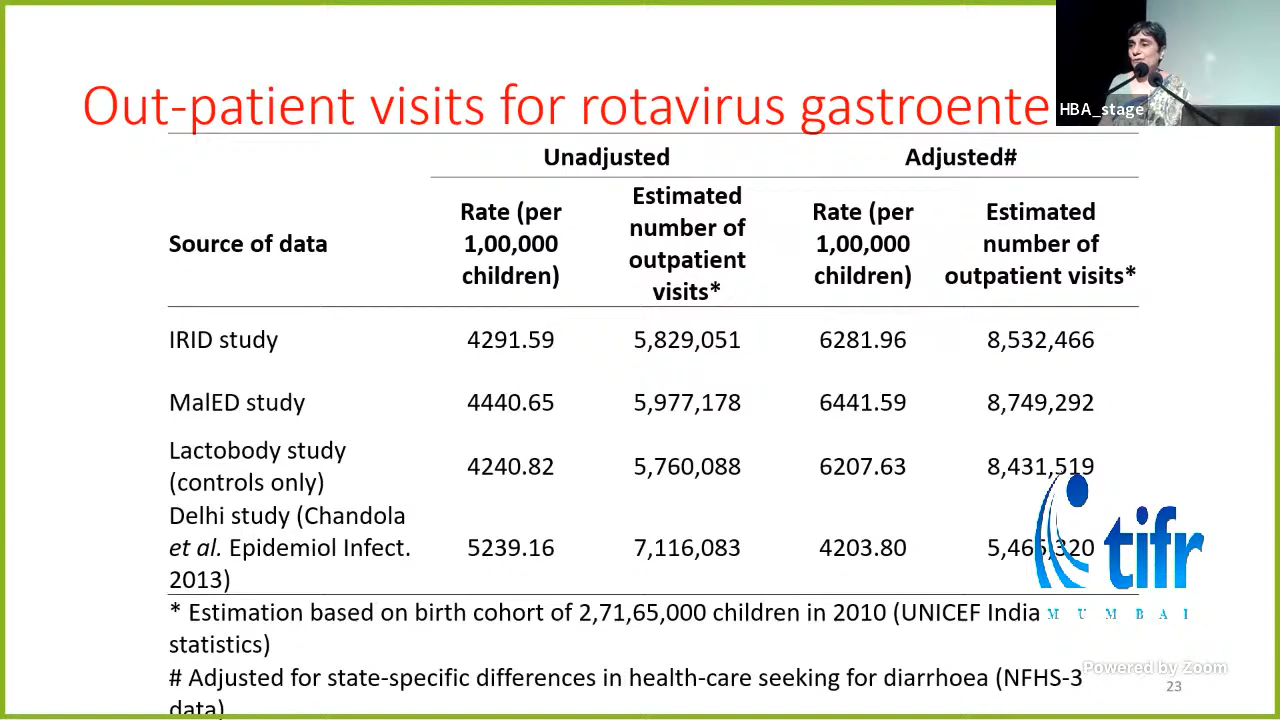 Out-patient visits for rotavirus gastroente
HBA_stage
Unadjusted Adjusted#
Source of data Rate (per 1,00,000 children) Estimated number of outpatient visits* Rate (per 1,00,000 children) Estimated number of outpatient visits*
IRID study 4291.59 5,829,051 6281.96 8,532,466
MalED study 4440.65 5,977,178 6441.59 8,749,292
Lactobody study
(controls only) 4240.82 5,760,088 6207.63 8,431,519
Delhi study (Chandola
et al. Epidemiol Infect. 5239.16 7,116,083 4203.80 5,465,320
2013)
tifr
MUMBAI
* Estimation based on birth cohort of 2,71,65,000 children in 2010 (UNICEF India
statistics)
# Adjusted for state-specific differences in health-care seeking for diarrhoea (NFHS-3
data)
Powered by Zoom
23